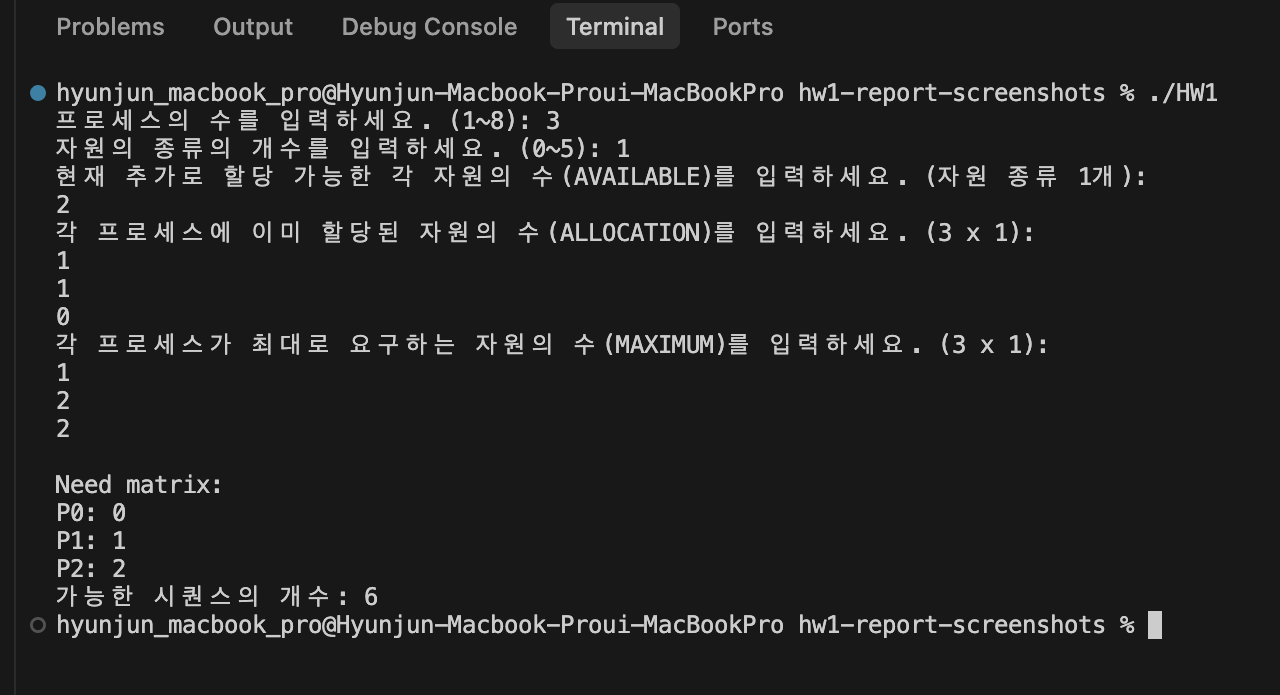 Problems Output Debug Console Terminal Ports
hyunjun_macbook_pro@Hyunjun-Macbook-Proui-MacBookPro hw1-report-screenshots % ./HW1
프로세스의 수를 입력하세요. (1~8): 3
자원의 종류의 개수를 입력하세요. (0~5): 1
현재 추가로 할당 가능한 각 자원의 수(AVAILABLE)를 입력하세요. (자원 종류 1개):
2
각 프로세스에 이미 할당된 자원의 수(ALLOCATION)를 입력하세요. (3 x 1):
1
1
0
각 프로세스가 최대로 요구하는 자원의 수(MAXIMUM)를 입력하세요. (3 x 1):
1
2
2
Need matrix:
P0: 0
P1: 1
P2: 2
가능한 시퀀스의 개수: 6
hyunjun_macbook_pro@Hyunjun-Macbook-Proui-MacBookPro hw1-report-screenshots %